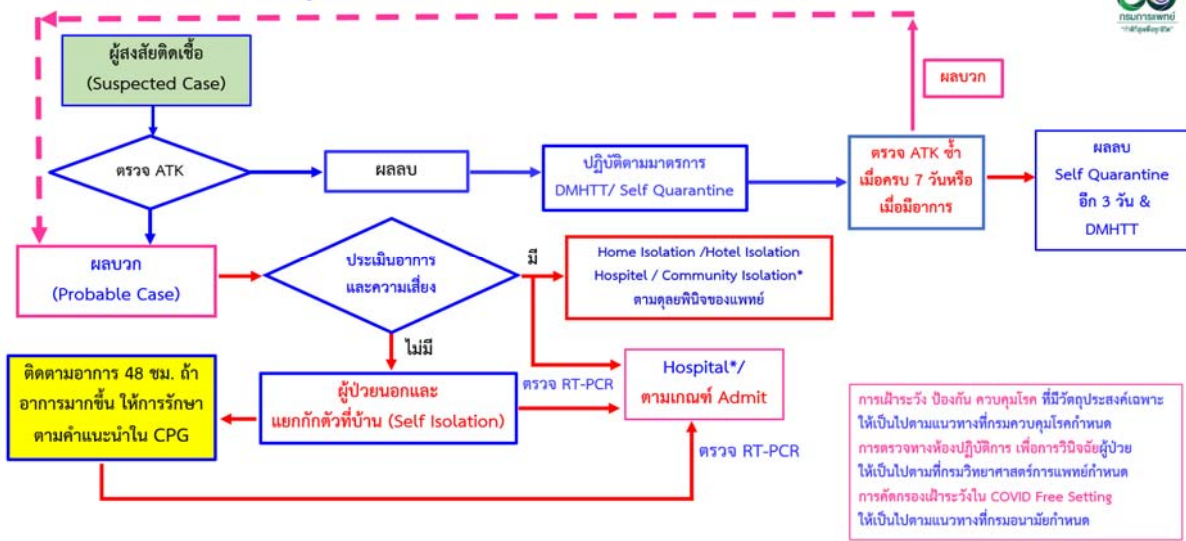 กรมการแพทย์
ผู้สงสัยติดเชื้อ
(Suspected Case)
ผลบวก
ตรวจ ATK
ผลลบ
ปฏิบัติตามมาตรการ
DMHTT/ Self Quarantine
ตรวจ ATK ซ้ำ
เมื่อครบ 7 วันหรือ
เมื่อมีอาการ
ผลลบ
Self Quarantine
อีก 3 วัน &
DMHTT
ผลบวก
(Probable Case)
ประเมินอาการ
และความเสี่ยง
มี
Home Isolation /Hotel Isolation
Hospitel / Community Isolation*
ตามดุลยพินิจของแพทย์
ไม่มี
ติดตามอาการ 48 ชม. ถ้า
อาการมากขึ้น ให้การรักษา
ตามคำแนะนำใน CPG
ผู้ป่วยนอกและ
แยกกักตัวที่บ้าน (Self Isolation)
ตรวจ RT-PCR
Hospital*/
ตามเกณฑ์ Admit
ตรวจ RT-PCR
การเฝ้าระวัง ป้องกัน ควบคุมโรค ที่มีวัตถุประสงค์เฉพาะ
ให้เป็นไปตามแนวทางที่กรมควบคุมโรคกำหนด
การตรวจทางห้องปฏิบัติการ เพื่อการวินิจฉัยผู้ป่วย
ให้เป็นไปตามที่กรมวิทยาศาสตร์การแพทย์กำหนด
การคัดกรองเฝ้าระวังใน COVID Free Setting
ให้เป็นไปตามแนวทางที่กรมอนามัยกำหนด